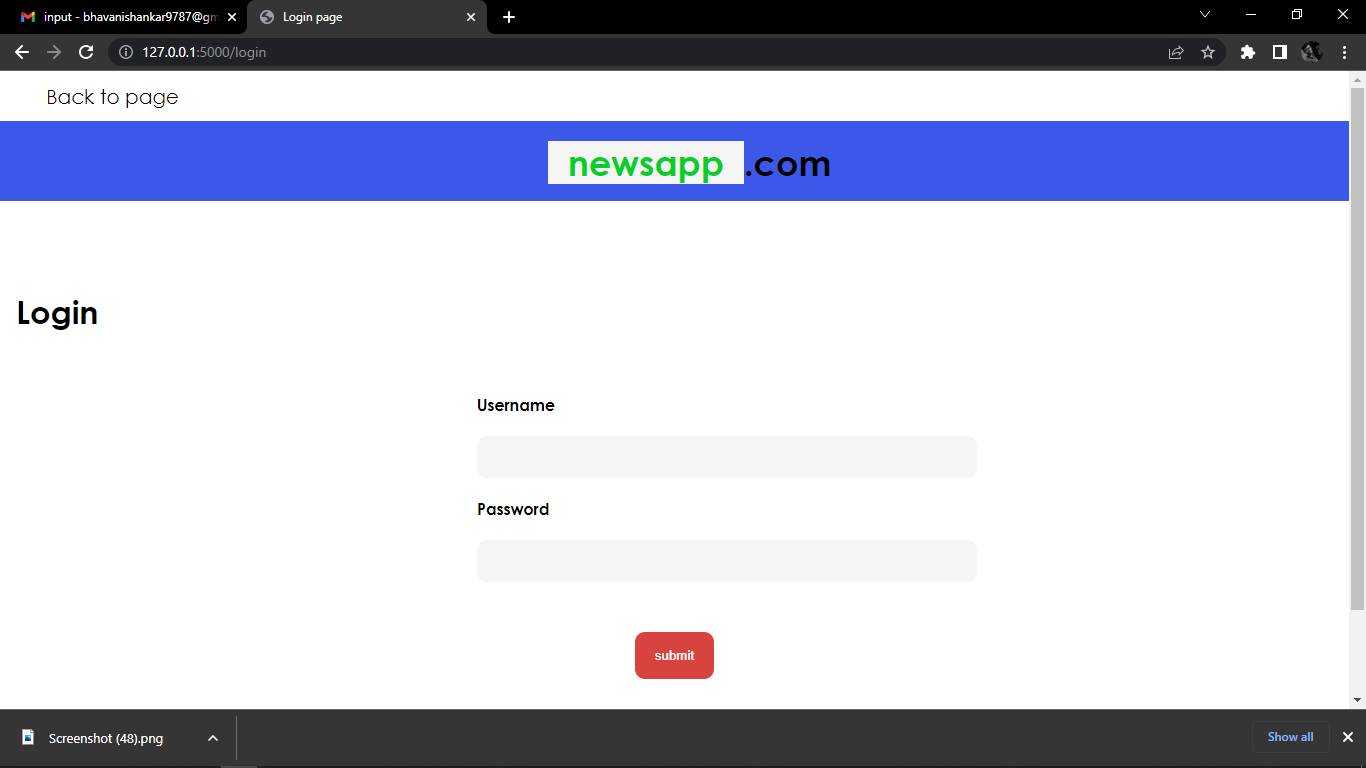 input - bhavanishankar9787@gm
Login page
127.0.0.1:5000/login
Back to page
newsapp .com
Login
Username
Password
submit
Screenshot (48).png
Show all